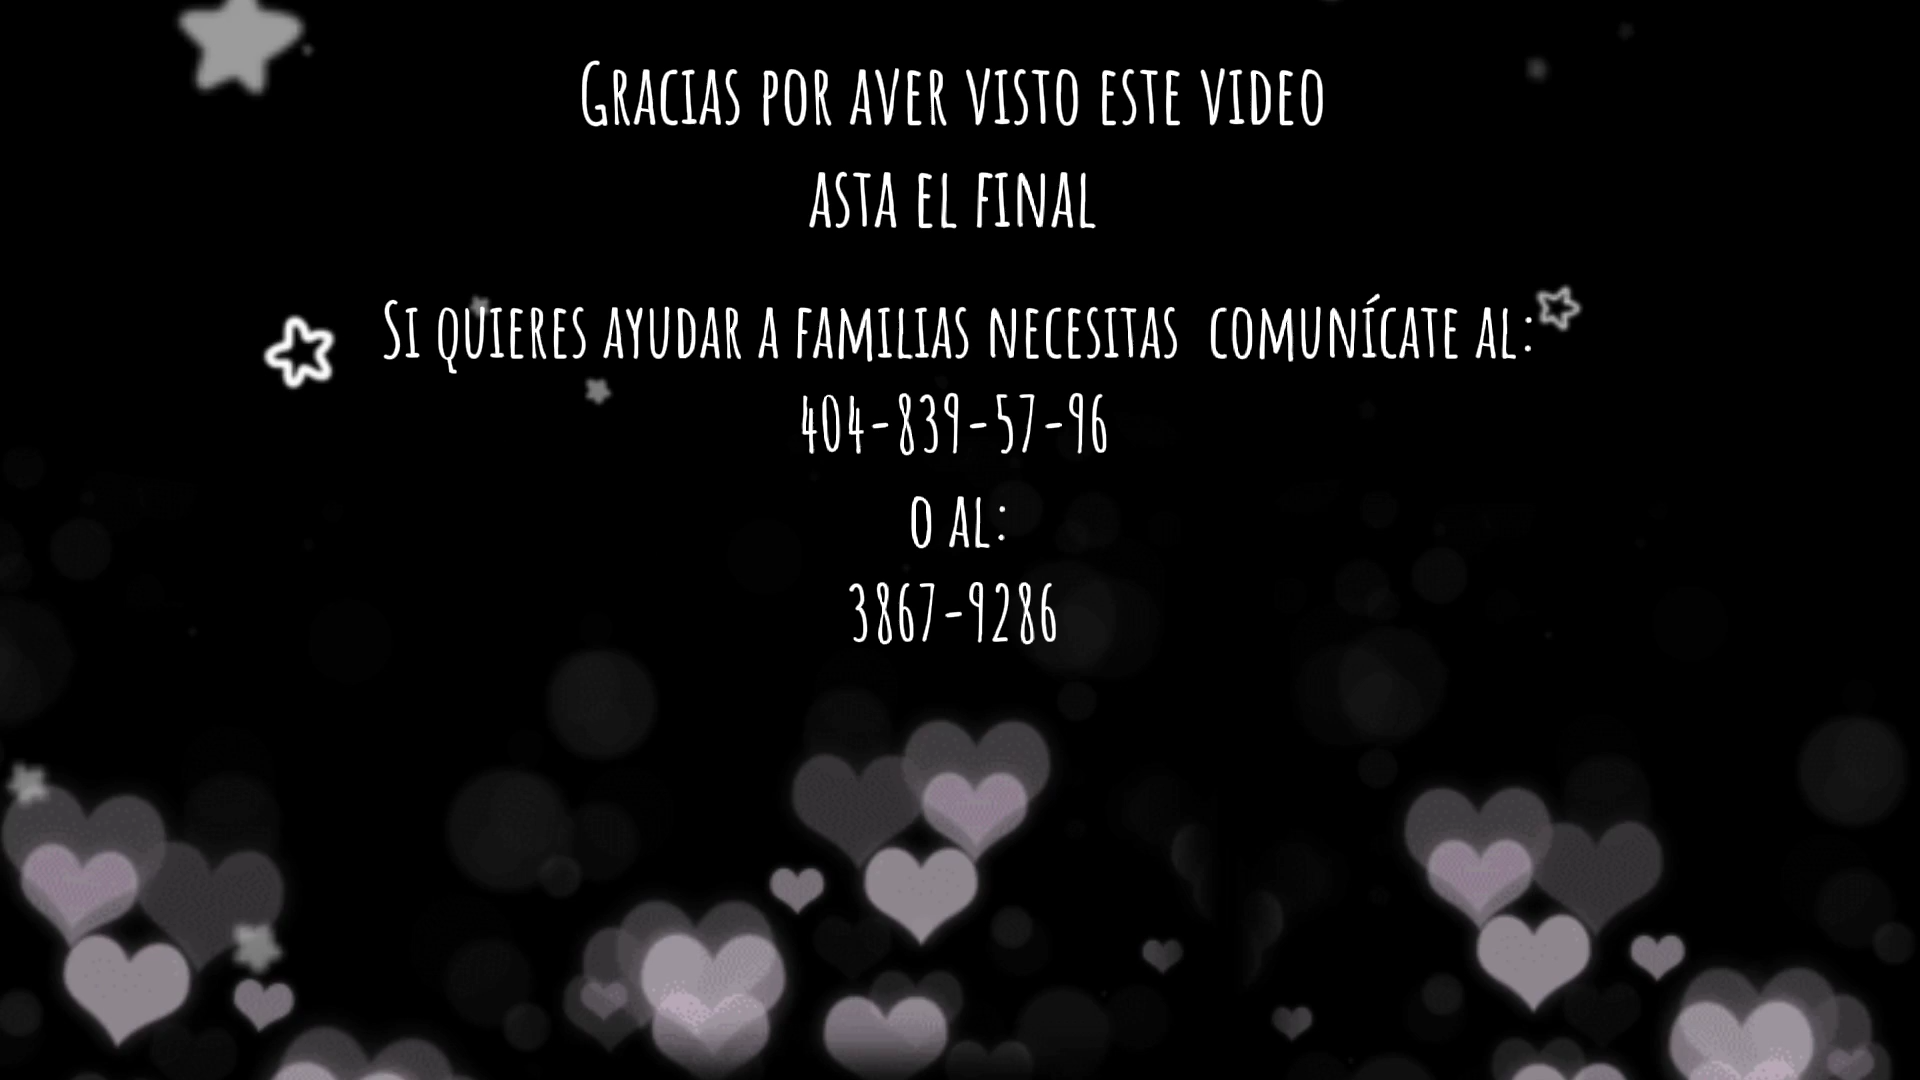 Gracias por aver visto este video
asta el final
Si quieres ayudar a familias necesitas comunícate al:
404-839-57-96
o al:
3867-9286